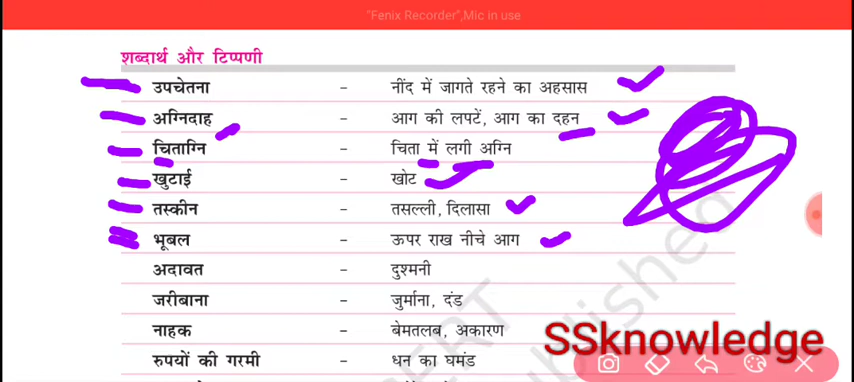 "Fenix Recorder",Mic in use
शब्दार्थ और टिप्पणी
उपचेतना – नींद में जागते रहने का अहसास
अग्निदाह – आग की लपटें, आग का दहन
चिताग्नि – चिता में लगी अग्नि
खुटाई – खोट
तस्कीन – तसल्ली, दिलासा
भूबल – ऊपर राख नीचे आग
अदावत – दुश्मनी
जरीबाना – जुर्माना, दंड
नाहक – बेमतलब, अकारण
रुपयों की गरमी – धन का घमंड
SSknowledge